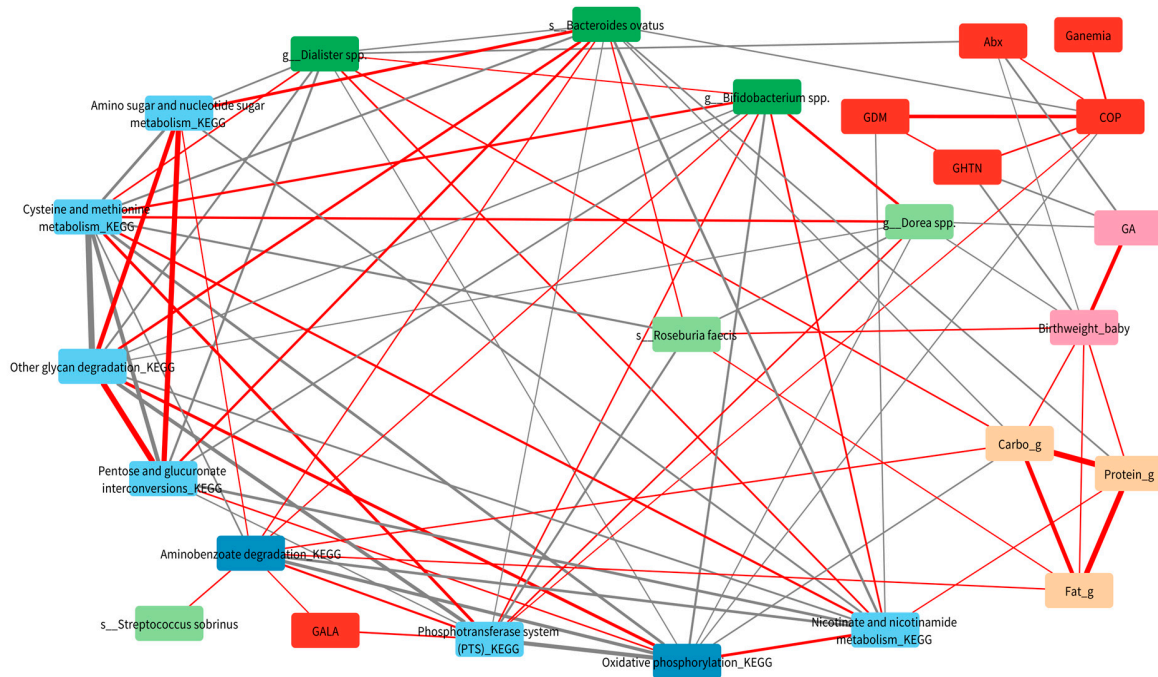 s__Bacteroides ovatus
g__Dialister spp.
Abx
Ganemia
g__Bifidobacterium spp.
Amino sugar and nucleotide sugar
metabolism_KEGG
GDM
COP
GHTN
Cysteine and methionine
metabolism_KEGG
g__Dorea spp.
GA
s__Roseburia faecis
Birthweight_baby
Other glycan degradation_KEGG
Carbo_g
Protein_g
Pentose and glucuronate
interconversions_KEGG
Aminobenzoate degradation_KEGG
Fat_g
s__Streptococcus sobrinus
GALA
Phosphotransferase system
(PTS)_KEGG
Nicotinate and nicotinamide
metabolism_KEGG
Oxidative phosphorylation_KEGG